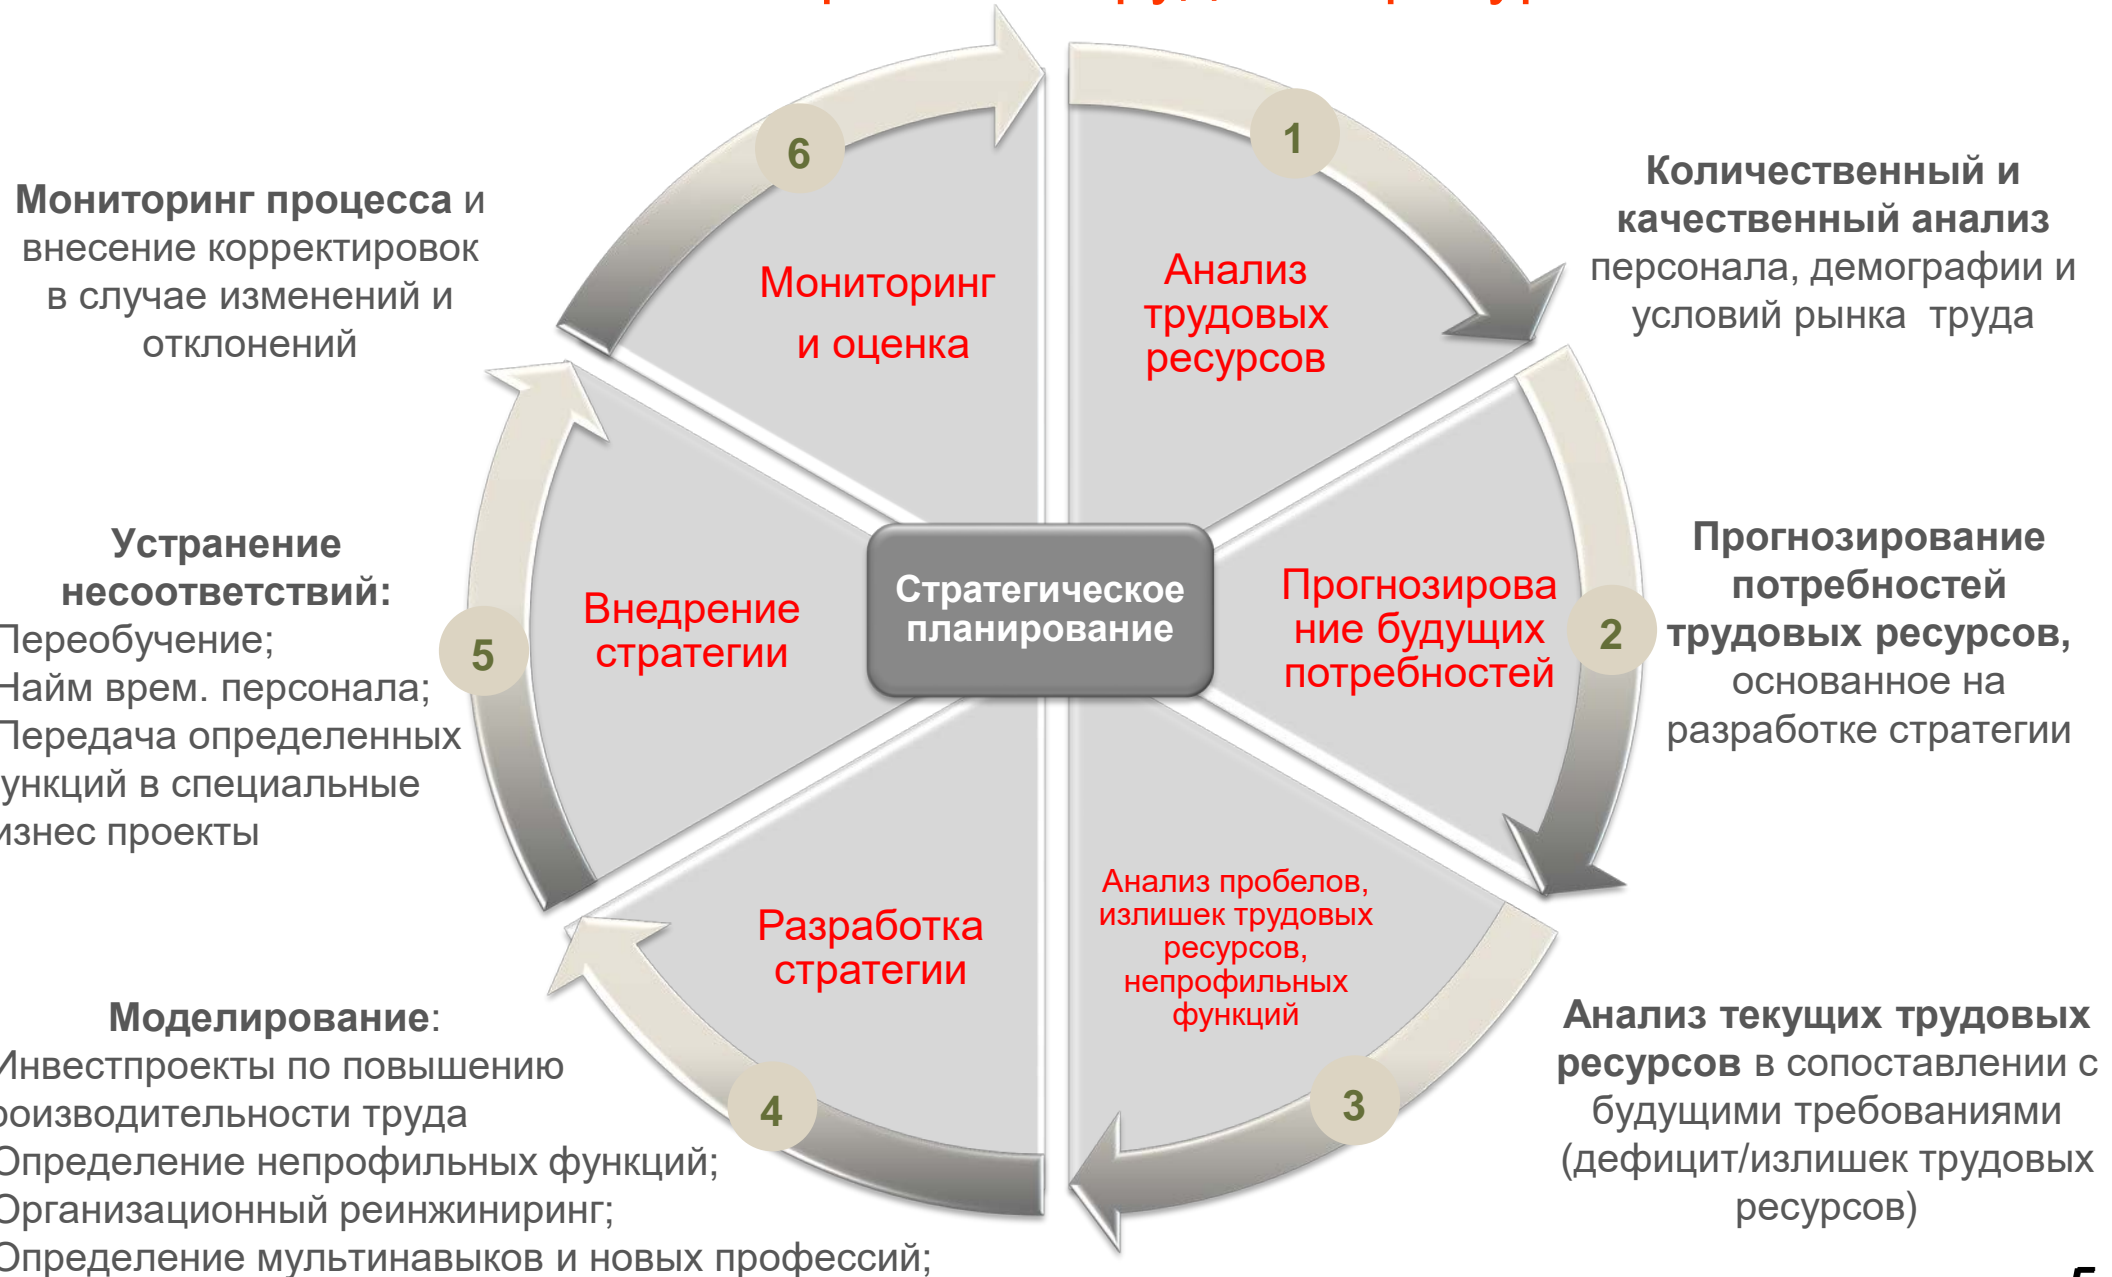 6
1
Мониторинг процесса и
внесение корректировок
в случае изменений и
отклонений
Мониторинг
и оценка
Анализ
трудовых
ресурсов
Количественный и
качественный анализ
персонала, демографии и
условий рынка труда
Устранение
несоответствий:
Переобучение;
Найм врем. персонала;
Передача определенных
ункций в специальные
изнес проекты
5
Внедрение
стратегии
Стратегическое
планирование
Прогнозирова
ние будущих
потребностей
2
Прогнозирование
потребностей
трудовых ресурсов,
основанное на
разработке стратегии
Моделирование:
Инвестпроекты по повышению
роизводительности труда
Определение непрофильных функций;
Организационный реинжиниринг;
Определение мультинавыков и новых профессий;
4
Разработка
стратегии
Анализ пробелов,
излишек трудовых
ресурсов,
непрофильных
функций
3
Анализ текущих трудовых
ресурсов в сопоставлении с
будущими требованиями
(дефицит/излишек трудовых
ресурсов)